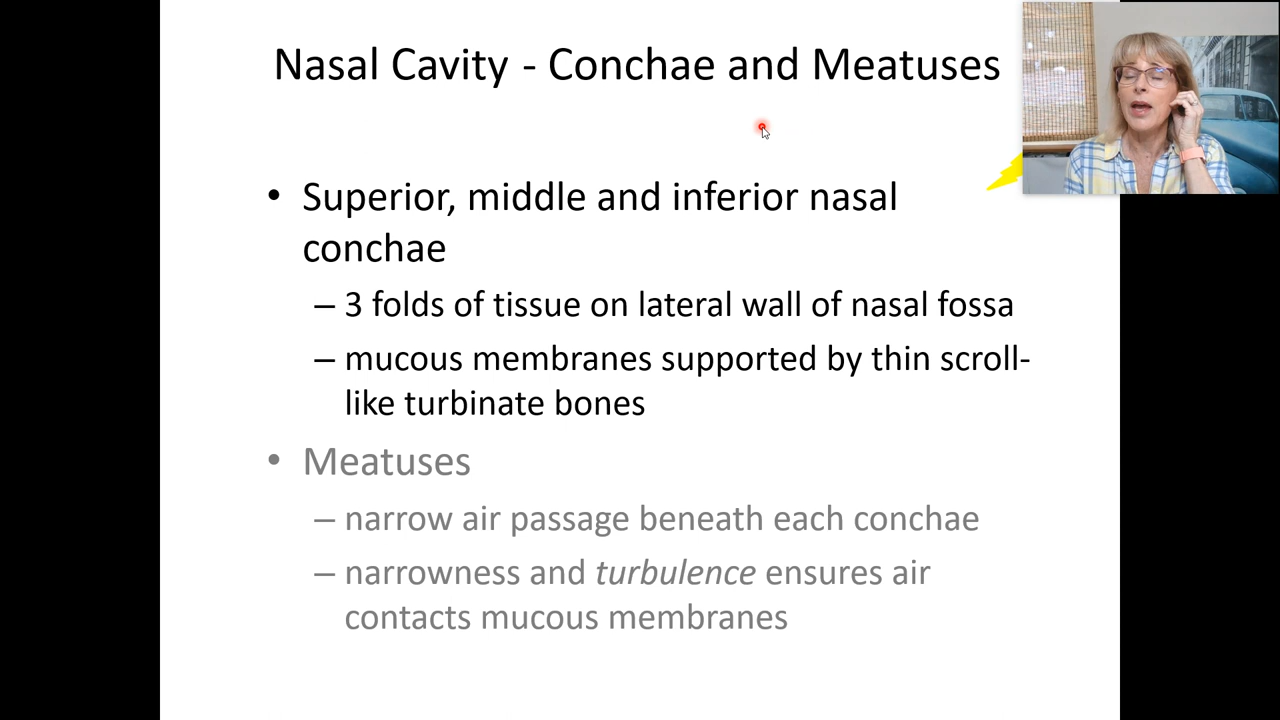 Nasal Cavity - Conchae and Meatuses
• Superior, middle and inferior nasal
conchae
– 3 folds of tissue on lateral wall of nasal fossa
– mucous membranes supported by thin scroll-
like turbinate bones
• Meatuses
– narrow air passage beneath each conchae
– narrowness and turbulence ensures air
contacts mucous membranes